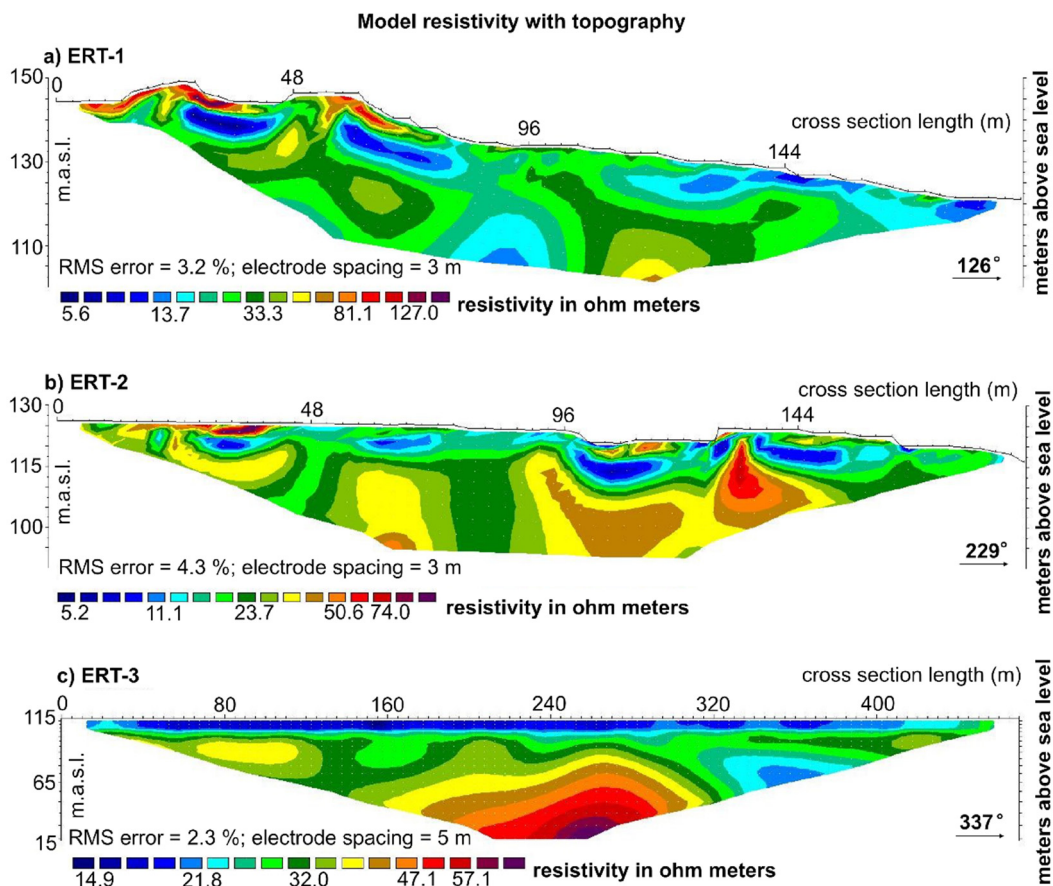 Model resistivity with topography
a) ERT-1
150
0
48
96
cross section length (m)
144
130
110
m.a.s.l.
meters above sea level
RMS error = 3.2 %; electrode spacing = 3 m
126°
5.6 13.7 33.3 81.1 127.0
resistivity in ohm meters
b) ERT-2
cross section length (m)
130
0
48
96
144
115
100
m.a.s.l.
meters above sea level
RMS error = 4.3 %; electrode spacing = 3 m
229°
5.2 11.1 23.7 50.6 74.0
resistivity in ohm meters
c) ERT-3
cross section length (m)
0 80 160 240 320 400
115
65
15
m.a.s.l.
meters above sea level
RMS error = 2.3 %; electrode spacing = 5 m
337°
14.9 21.8 32.0 47.1 57.1
resistivity in ohm meters